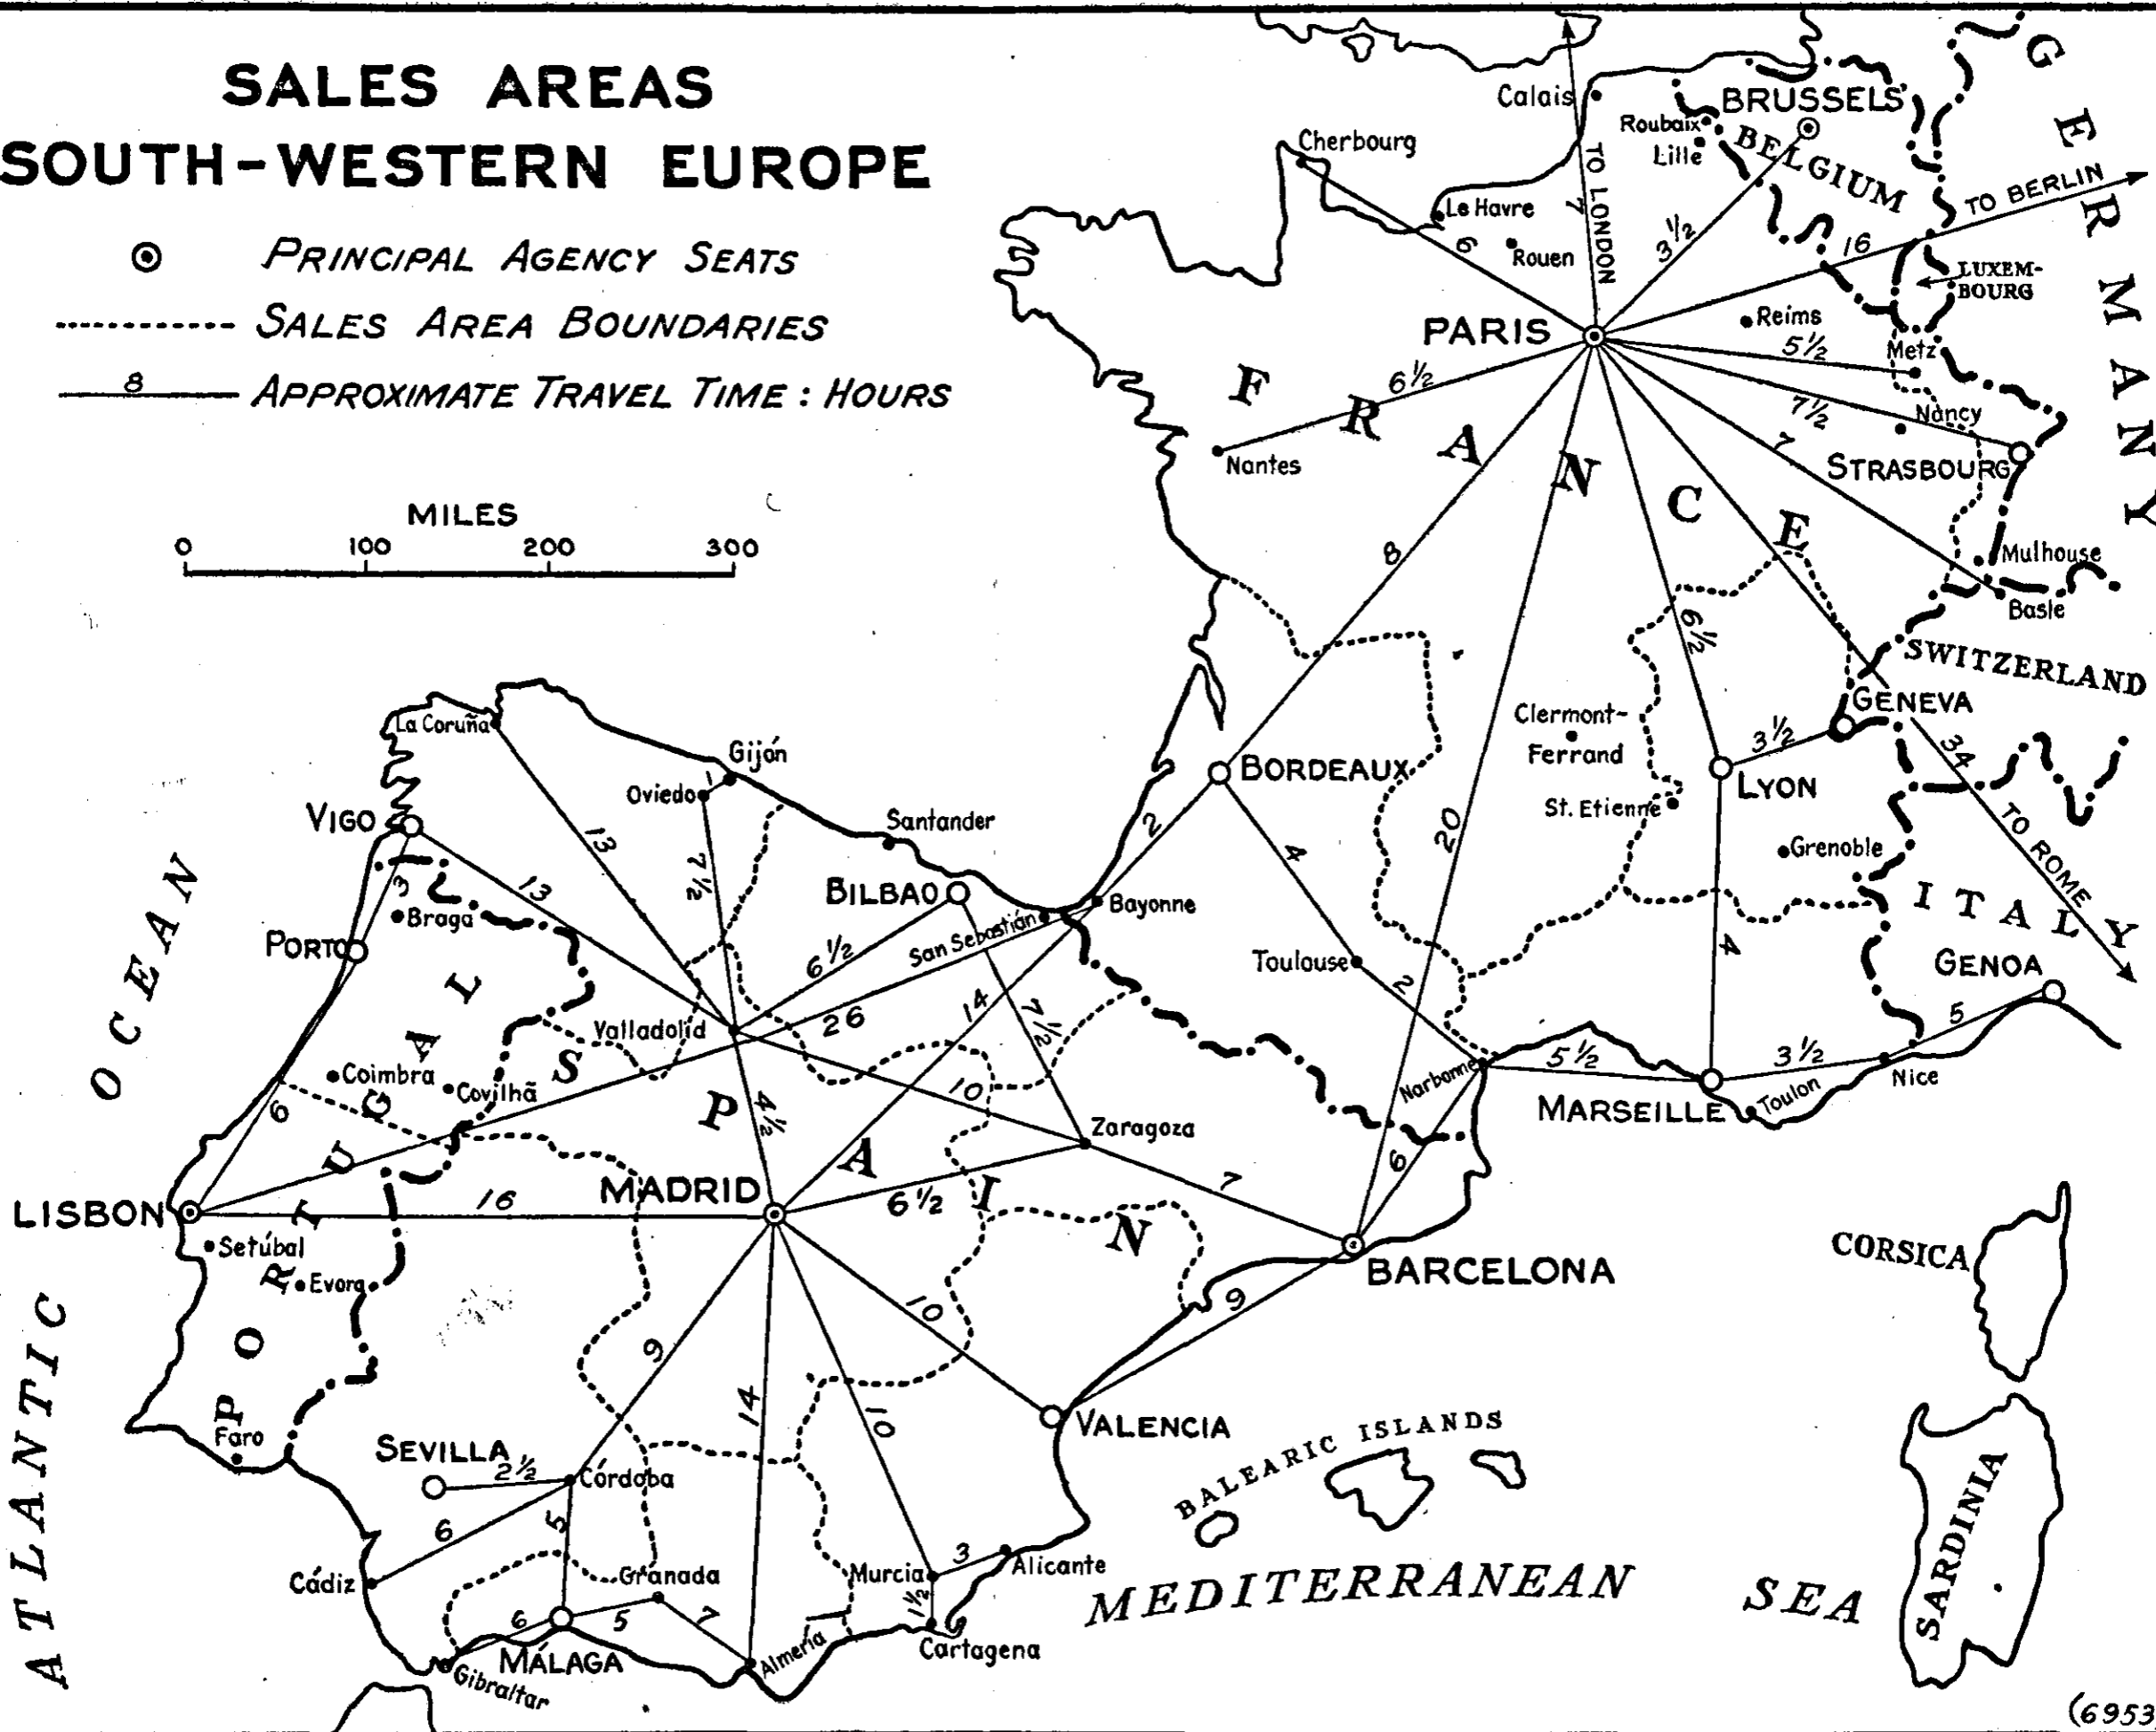 SALES AREAS
SOUTH-WESTERN EUROPE
PRINCIPAL AGENCY SEATS
SALES AREA BOUNDARIES
8 APPROXIMATE TRAVEL TIME : HOURS
MILES
0 100 200 300
GERMANY
Calais
BRUSSELS
Roubaix
Lille
BELGIUM
Cherbourg
TO LONDON
7
3½
TO BERLIN
16
Le Havre
6
Rouen
LUXEM-
BOURG
PARIS
Reims
5½
Metz
FRANCE
6½
7½
Nancy
Nantes
7
STRASBOURG
8
Mulhouse
Basle
6½
SWITZERLAND
GENEVA
Clermont-
Ferrand
3½
34
TO ROME
BORDEAUX
LYON
St. Etienne
20
Grenoble
La Coruña
Gijón
1
Oviedo
Santander
VIGO
13
7½
2
4
13
3
BILBAO
Bayonne
Braga
San Sebastián
6½
ITALY
PORTO
4
Toulouse
GENOA
14
2
OCEAN
Valladolid
26
7½
5
5½
3½
Coimbra
Covilhã
10
Narbonne
Nice
6
MARSEILLE
Toulon
SPAIN
4½
Zaragoza
6
PORTUGAL
LISBON
16
MADRID
6½
7
Setúbal
BARCELONA
CORSICA
Evora
10
9
9
ATLANTIC
14
10
Faro
VALENCIA
BALEARIC ISLANDS
SEVILLA
2½
Córdoba
6
5
SARDINIA
Cádiz
Granada
Murcia
3
Alicante
MEDITERRANEAN SEA
6
5
7
1½
MÁLAGA
Almería
Cartagena
Gibraltar
(6953